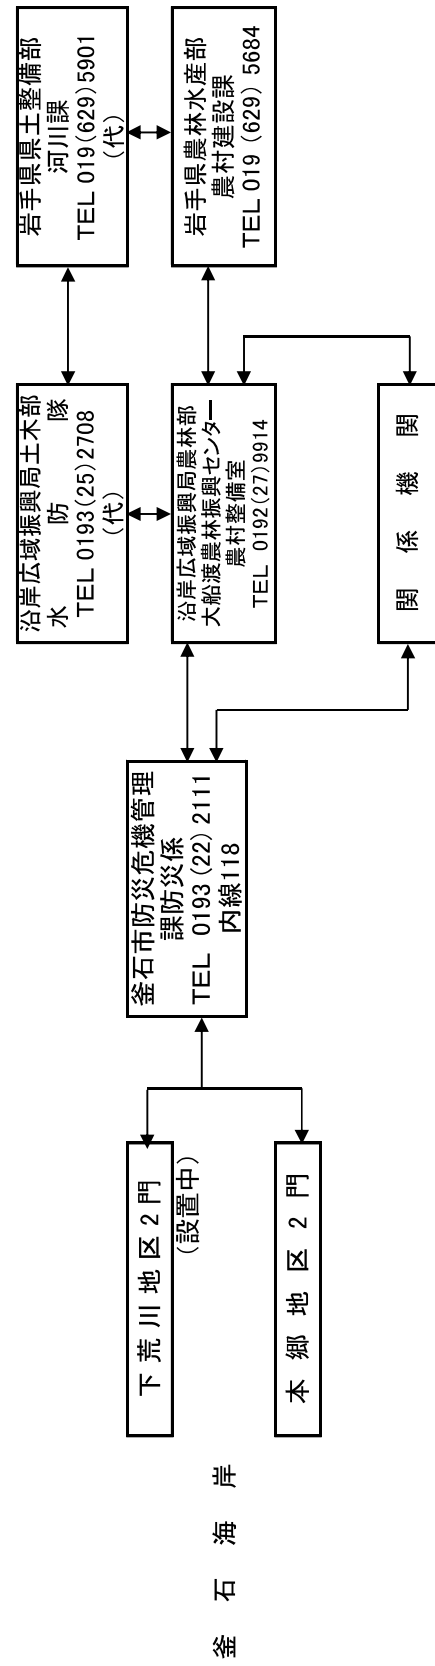 釜石海岸
下荒川地区2門
(設置中)
本郷地区2門
釜石市防災危機管理
課防災係
TEL 0193(22)2111
内線118
沿岸広域振興局土木部
水防隊
TEL 0193(25)2708
(代)
沿岸広域振興局農林部
大船渡農林振興センター
農村整備室
TEL 0192(27)9914
関係機関
岩手県県土整備部
河川課
TEL 019(629)5901
(代)
岩手県農林水産部
農村建設課
TEL 019(629)5684